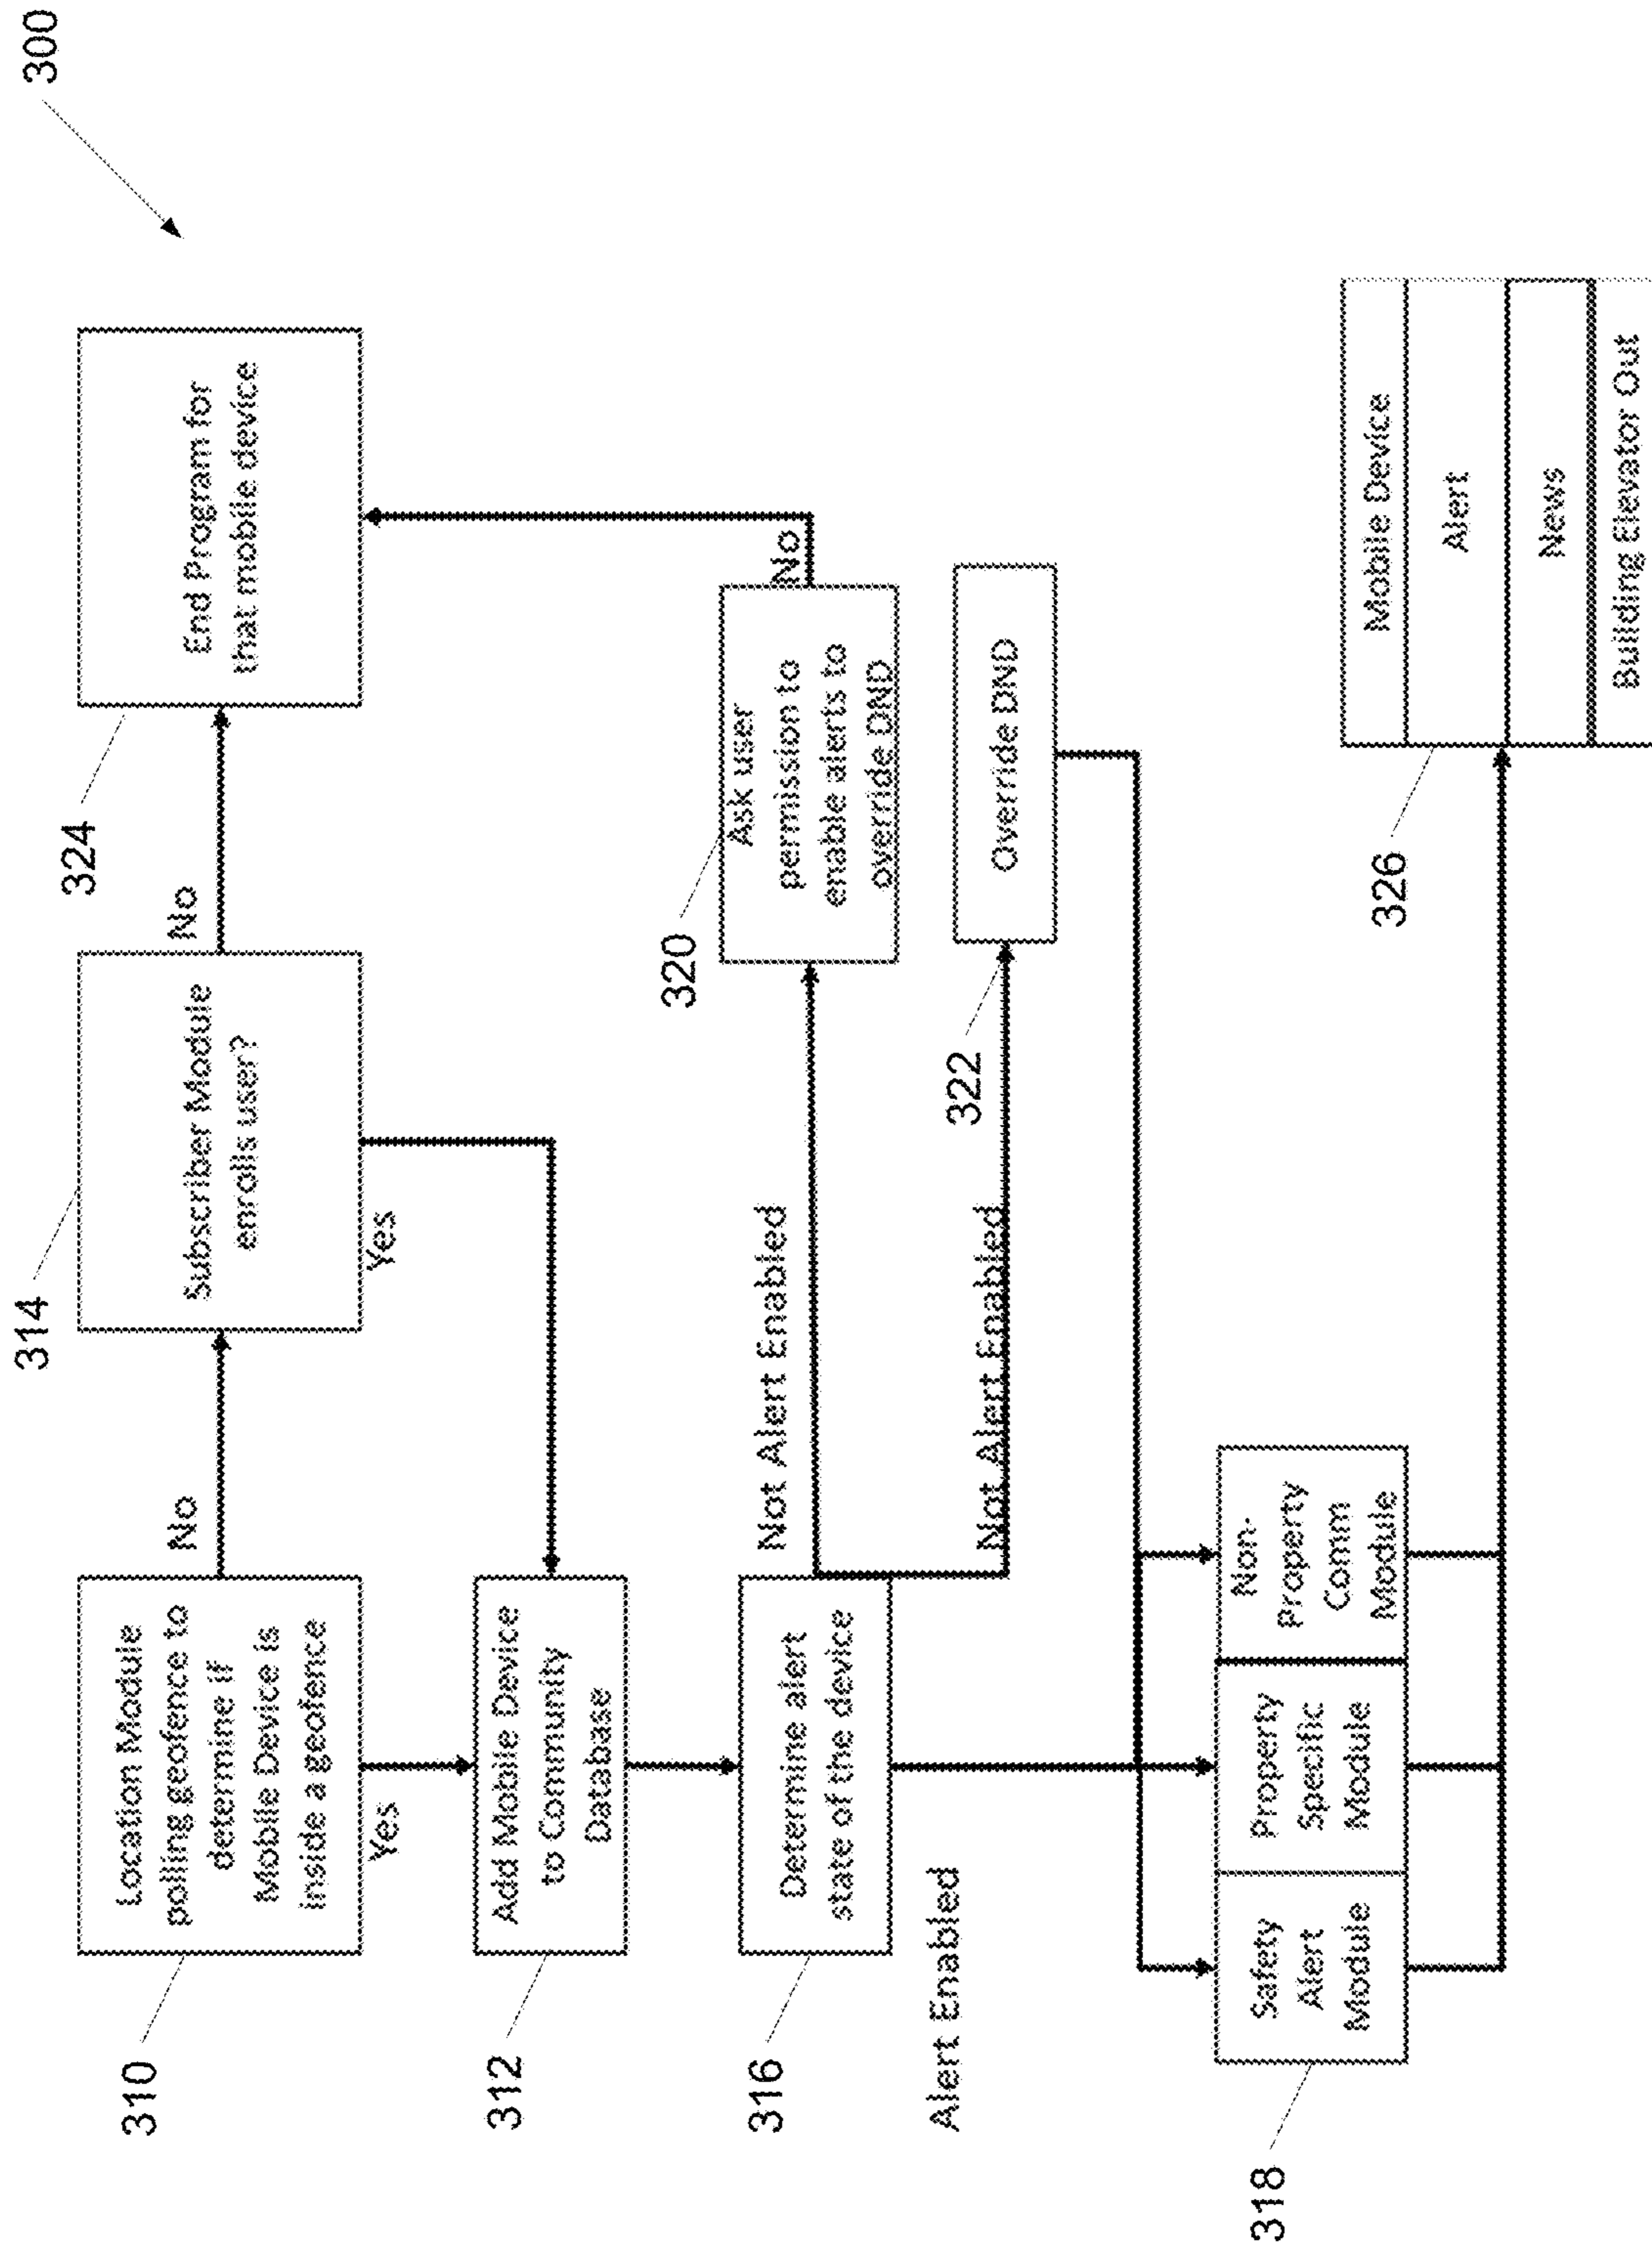 300
310
Location Module
polling geofence to
determine if
Mobile Device is
inside a geofence
No
314
Subscriber Module
enrolls user?
No
324
End Program for
that mobile device
Yes
Yes
312
Add Mobile Device
to Community
Database
316
Determine alert
state of the device
Not Alert Enabled
320
Ask user
permission to
enable alerts to
override DND
No
Not Alert Enabled
322
Override DND
Alert Enabled
318
Safety
Alert
Module
Property
Specific
Module
Non-
Property
Comm
Module
326
Mobile Device
Alert
News
Building Elevator Out